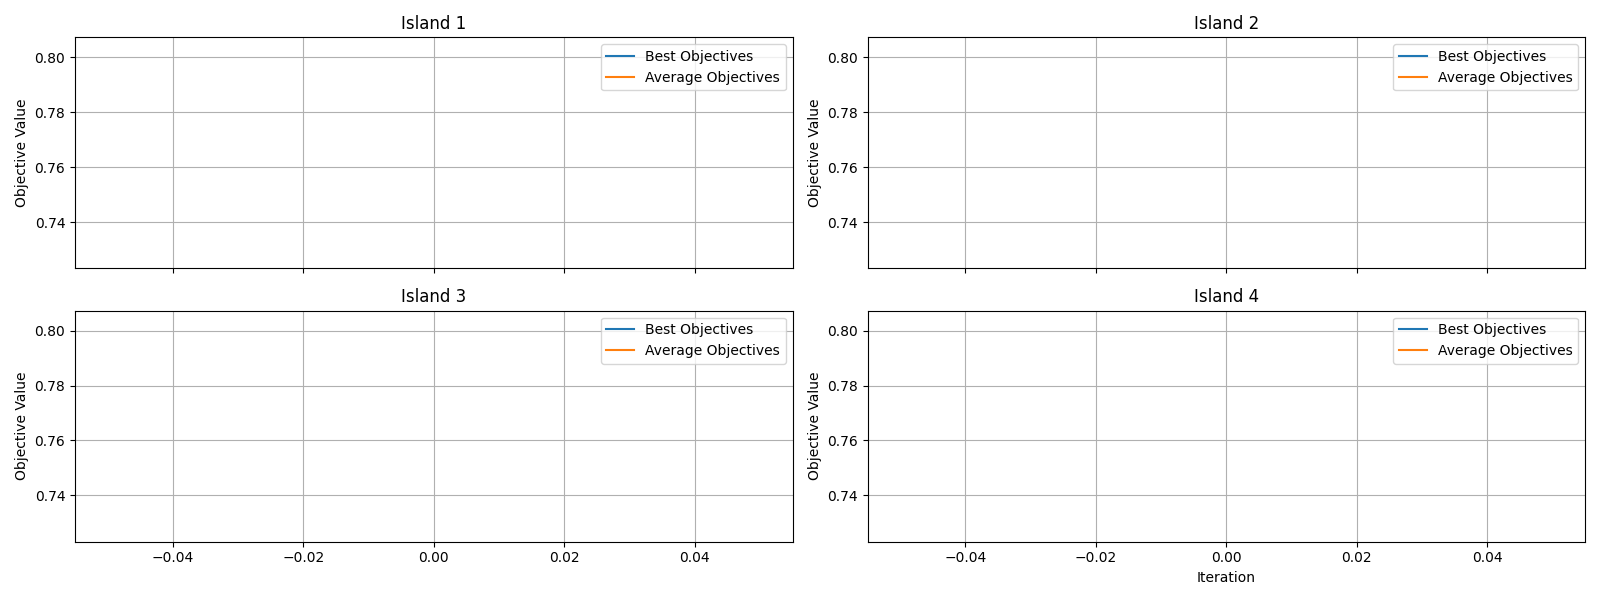 Island 1
Objective Value
0.80
0.78
0.76
0.74
Best Objectives
Average Objectives
Island 2
Objective Value
0.80
0.78
0.76
0.74
Best Objectives
Average Objectives
Island 3
Objective Value
0.80
0.78
0.76
0.74
Best Objectives
Average Objectives
−0.04 −0.02 0.00 0.02 0.04
Island 4
Objective Value
0.80
0.78
0.76
0.74
Best Objectives
Average Objectives
−0.04 −0.02 0.00 0.02 0.04
Iteration